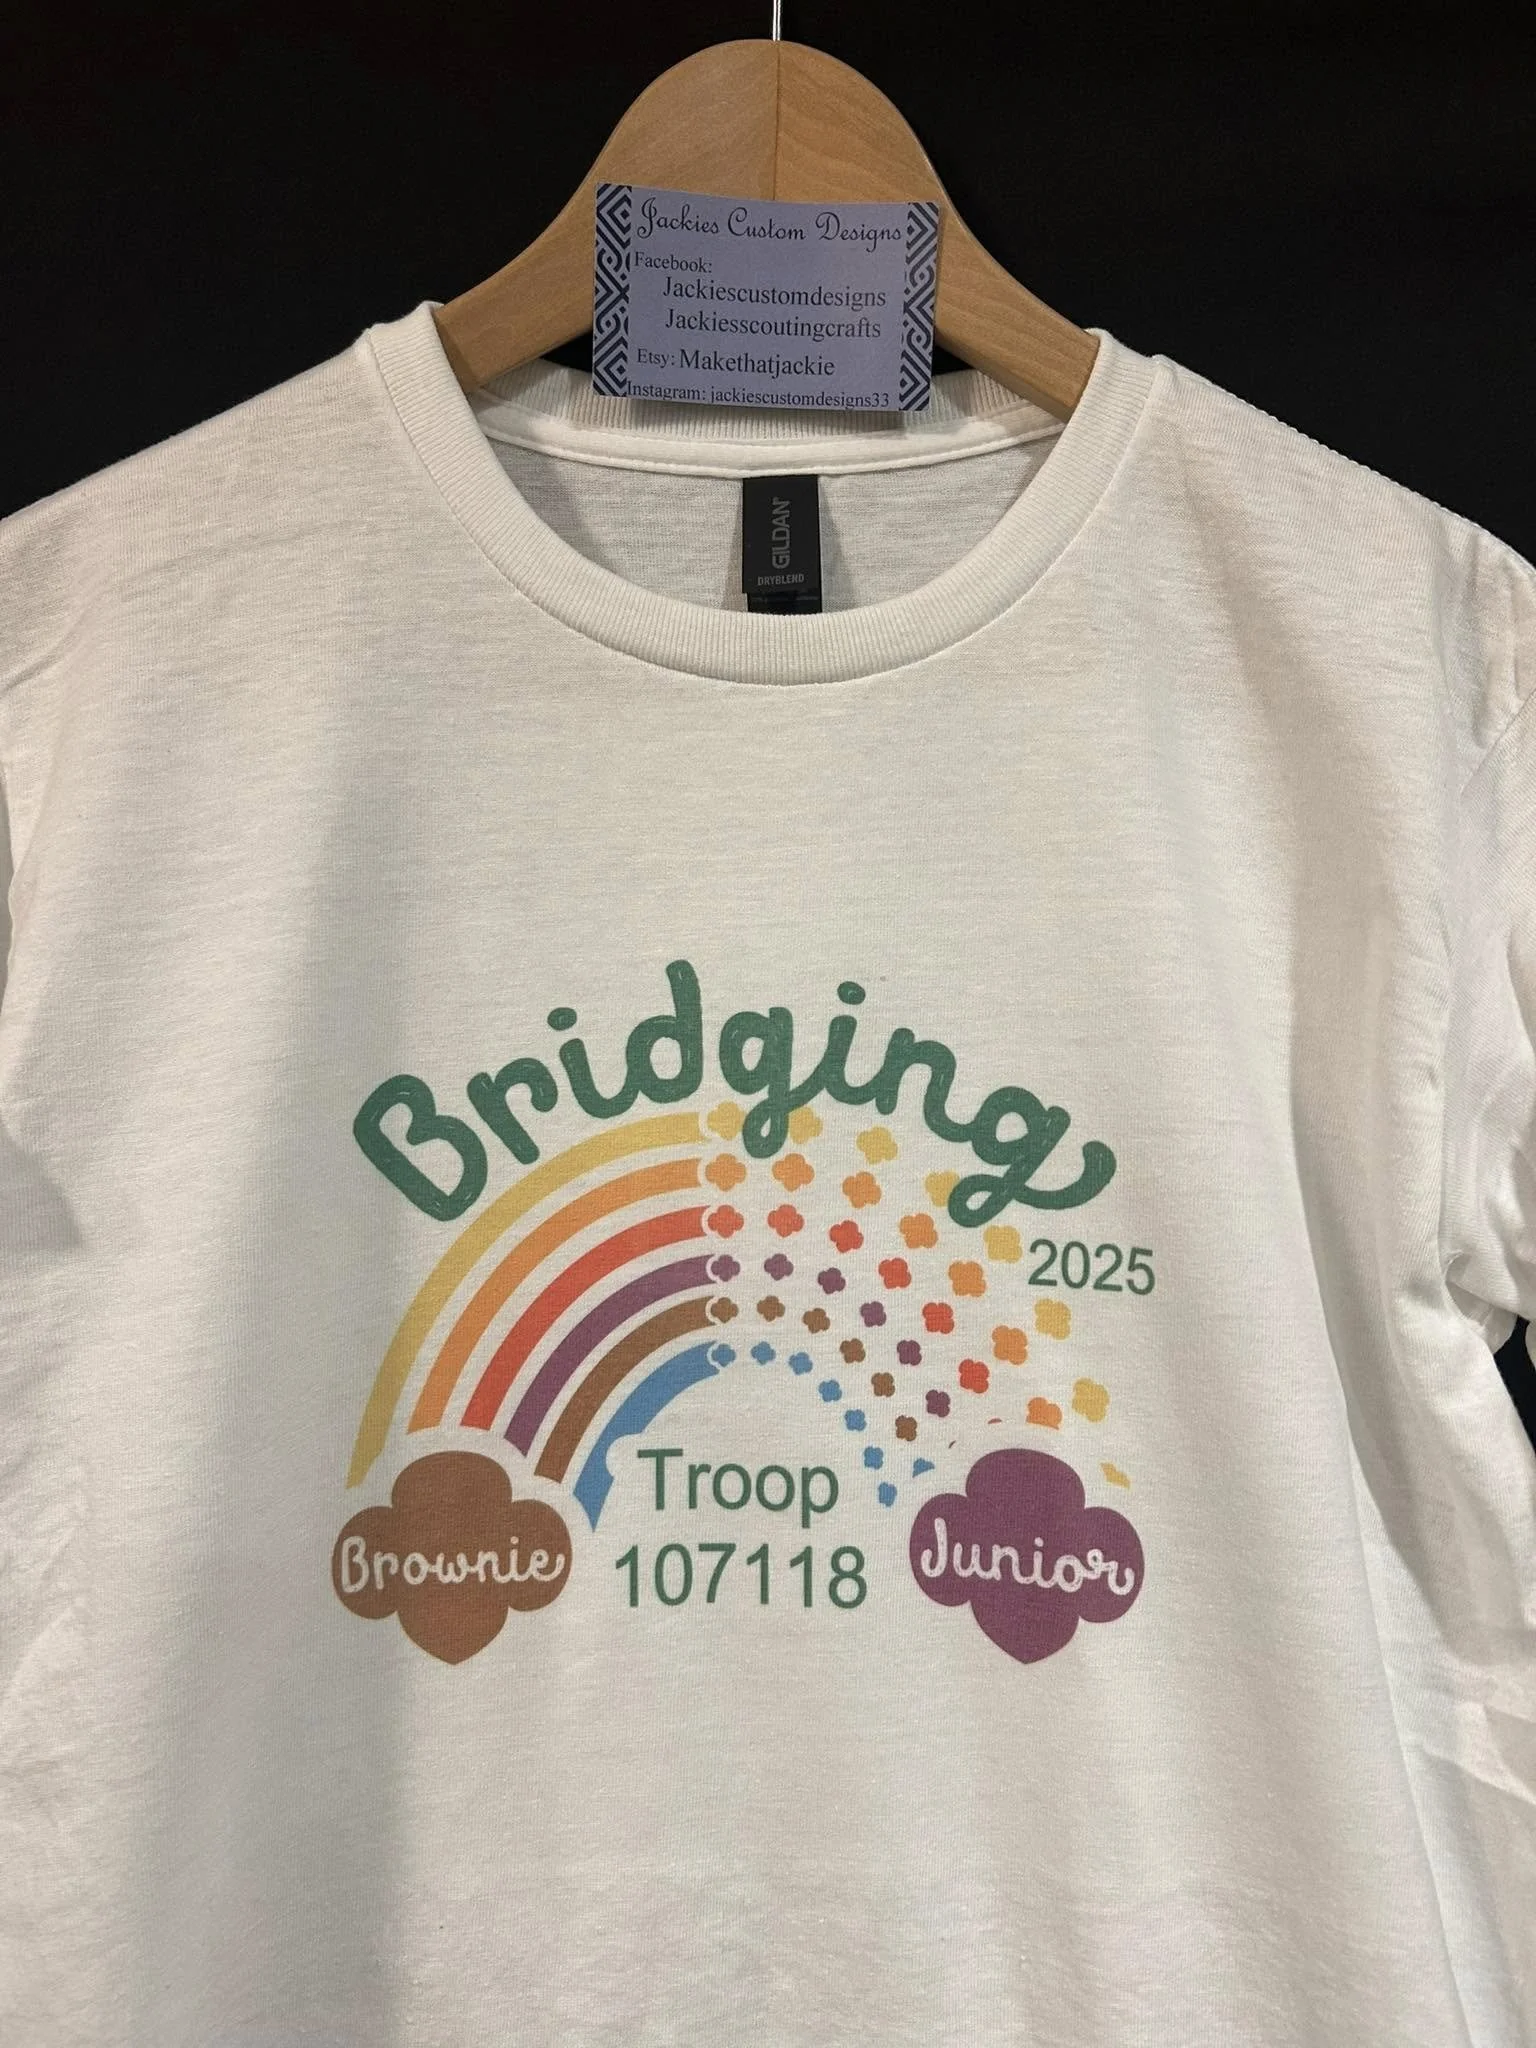 Jackies Custom Designs
Facebook:
Jackiescustomdesigns
Jackiesscoutingcrafts
Etsy: Makethatjackie
Instagram: jackiescustomdesigns33
GILDAN
DRYBLEND
Bridging
2025
Troop
107118
Brownie
Junior